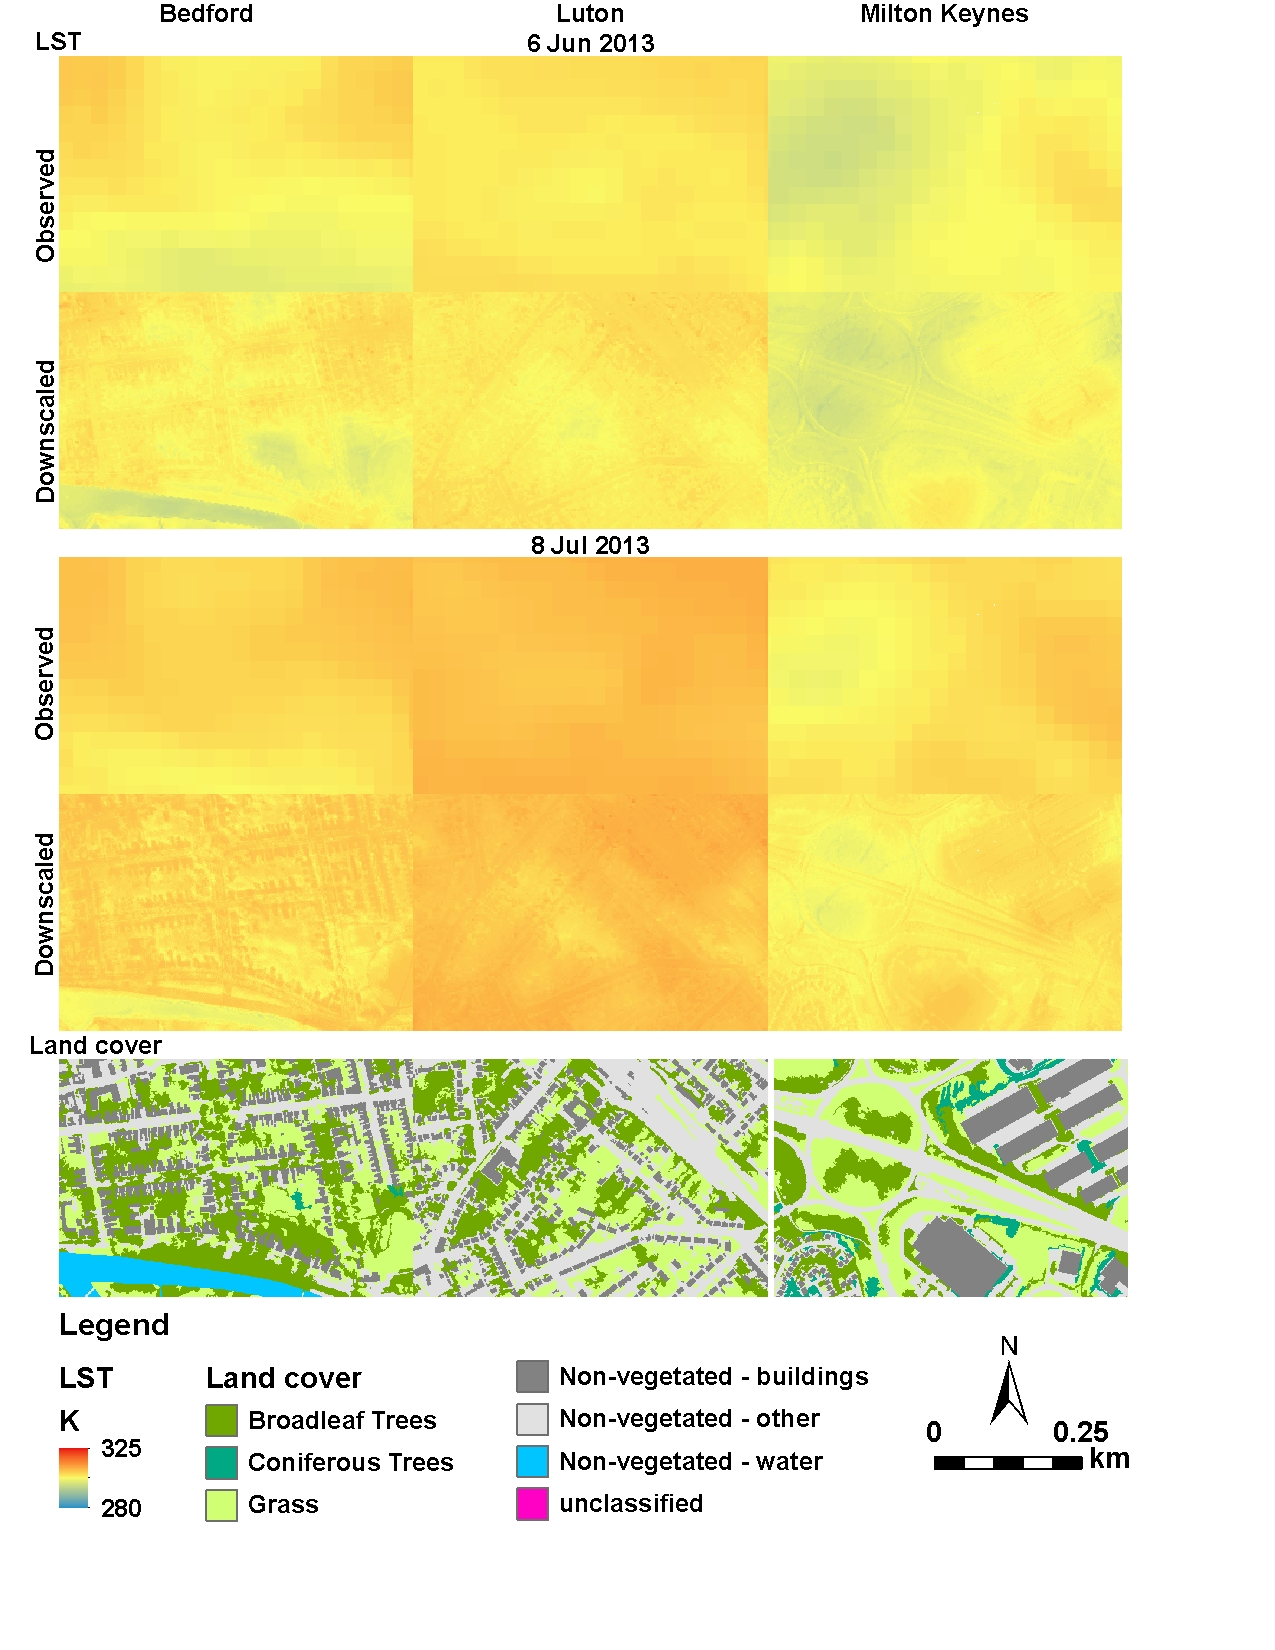 Bedford Luton Milton Keynes
LST 6 Jun 2013
Observed
Downscaled
8 Jul 2013
Observed
Downscaled
Land cover
Legend
LST
K
325
280
Land cover
Broadleaf Trees
Coniferous Trees
Grass
Non-vegetated - buildings
Non-vegetated - other
Non-vegetated - water
unclassified
N
0 0.25
km